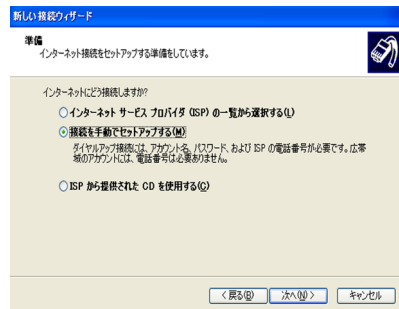 新しい接続ウィザード
準備
インターネット接続をセットアップする準備をしています。
インターネットにどう接続しますか?
インターネット サービス プロバイダ (ISP) の一覧から選択する(L)
接続を手動でセットアップする(M)
ダイヤルアップ接続には、アカウント名、パスワード、および ISP の電話番号が必要です。広帯
域のアカウントには、電話番号は必要ありません。
ISP から提供された CD を使用する(C)
< 戻る(B)
次へ(N) >
キャンセル